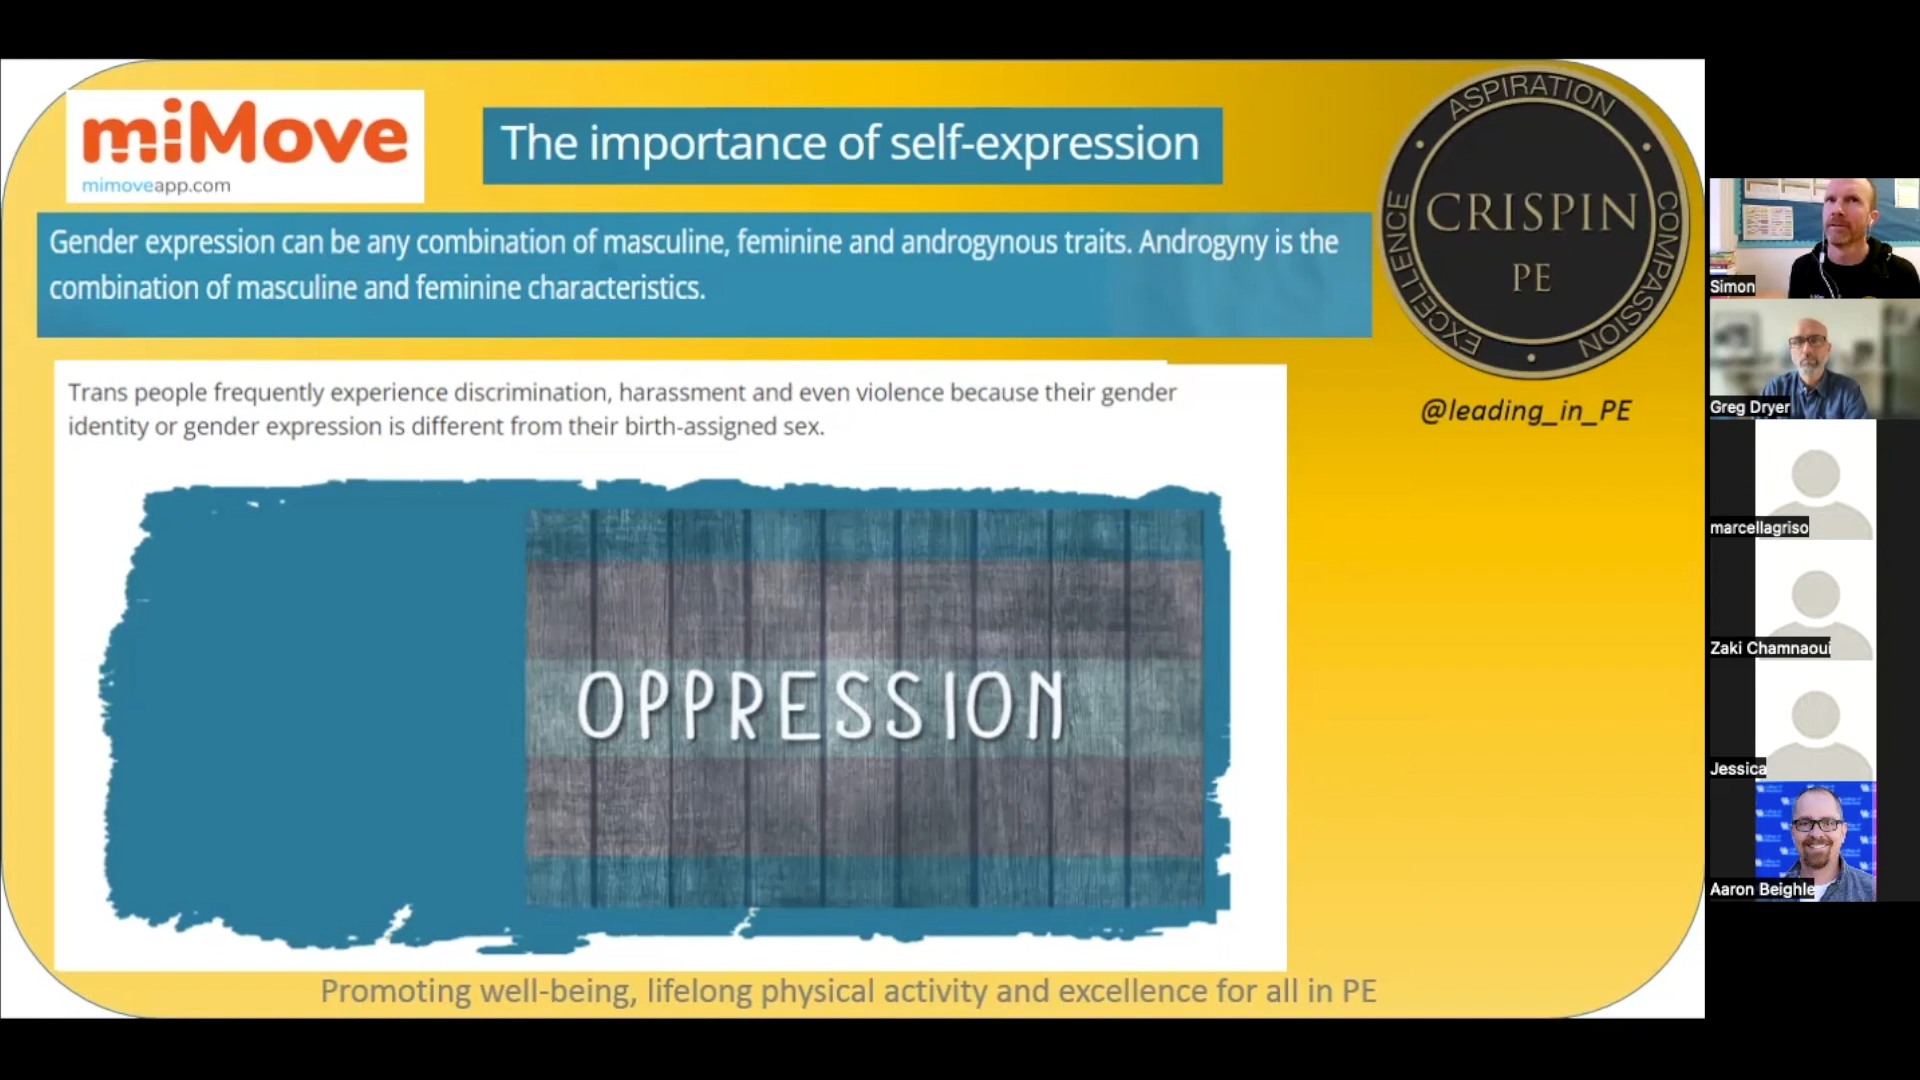 miMove
mimoveapp.com
The importance of self-expression
Gender expression can be any combination of masculine, feminine and androgynous traits. Androgyny is the
combination of masculine and feminine characteristics.
Trans people frequently experience discrimination, harassment and even violence because their gender
identity or gender expression is different from their birth-assigned sex.
OPPRESSION
Promoting well-being, lifelong physical activity and excellence for all in PE
ASPIRATION
COMPASSION
EXCELLENCE
CRISPIN
PE
@leading_in_PE
Simon
Greg Dryer
marcellagriso
Zaki Chamnaoui
Jessica
Aaron Beighle